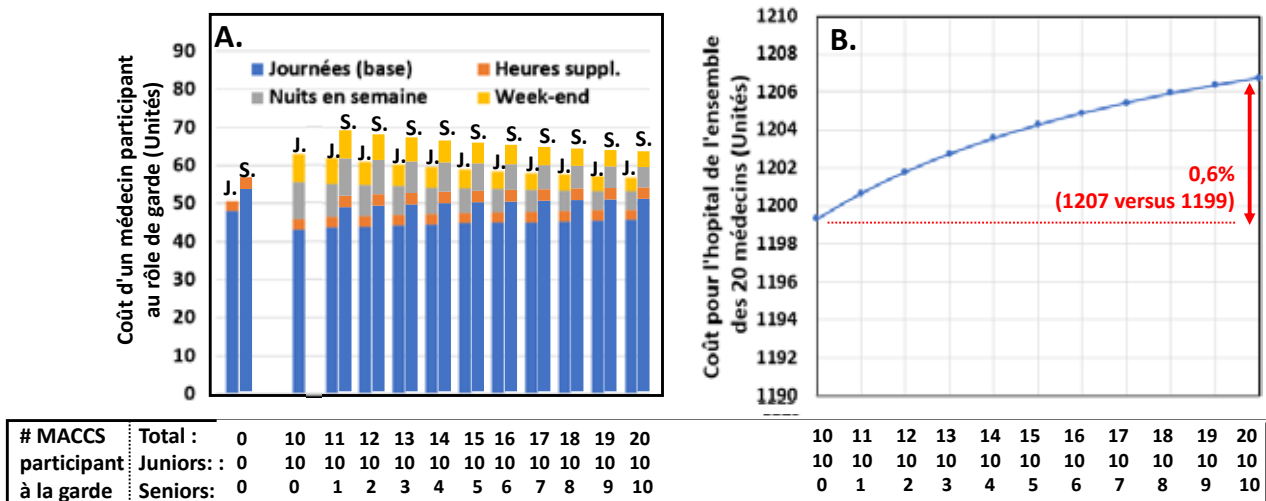 A.
Coût d'un médecin participant
au rôle de garde (Unités)
90
80
70
60
50
40
30
20
10
0
Journées (base)
Heures suppl.
Nuits en semaine
Week-end
J. S. J. J. S. J. S. J. S. J. S. J. S. J. S. J. S. J. S. J. S. J. S.
B.
Coût pour l'hopital de l'ensemble
des 20 médecins (Unités)
1210
1208
1206
1204
1202
1200
1198
1196
1194
1192
1190
0,6%
(1207 versus 1199)
# MACCS Total : 0 10 11 12 13 14 15 16 17 18 19 20 10 11 12 13 14 15 16 17 18 19 20
participant Juniors: : 0 10 10 10 10 10 10 10 10 10 10 10 10 10 10 10 10 10 10 10 10 10 10
à la garde Seniors: 0 0 1 2 3 4 5 6 7 8 9 10 0 1 2 3 4 5 6 7 8 9 10